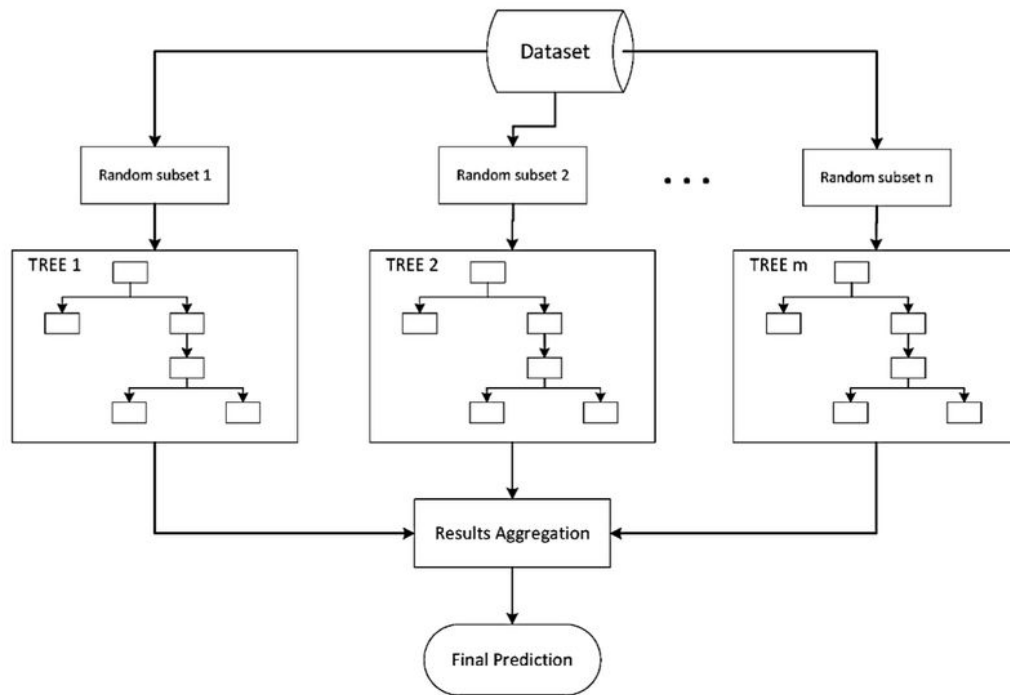 Dataset
Random subset 1
Random subset 2
Random subset n
TREE 1
TREE 2
TREE m
Results Aggregation
Final Prediction